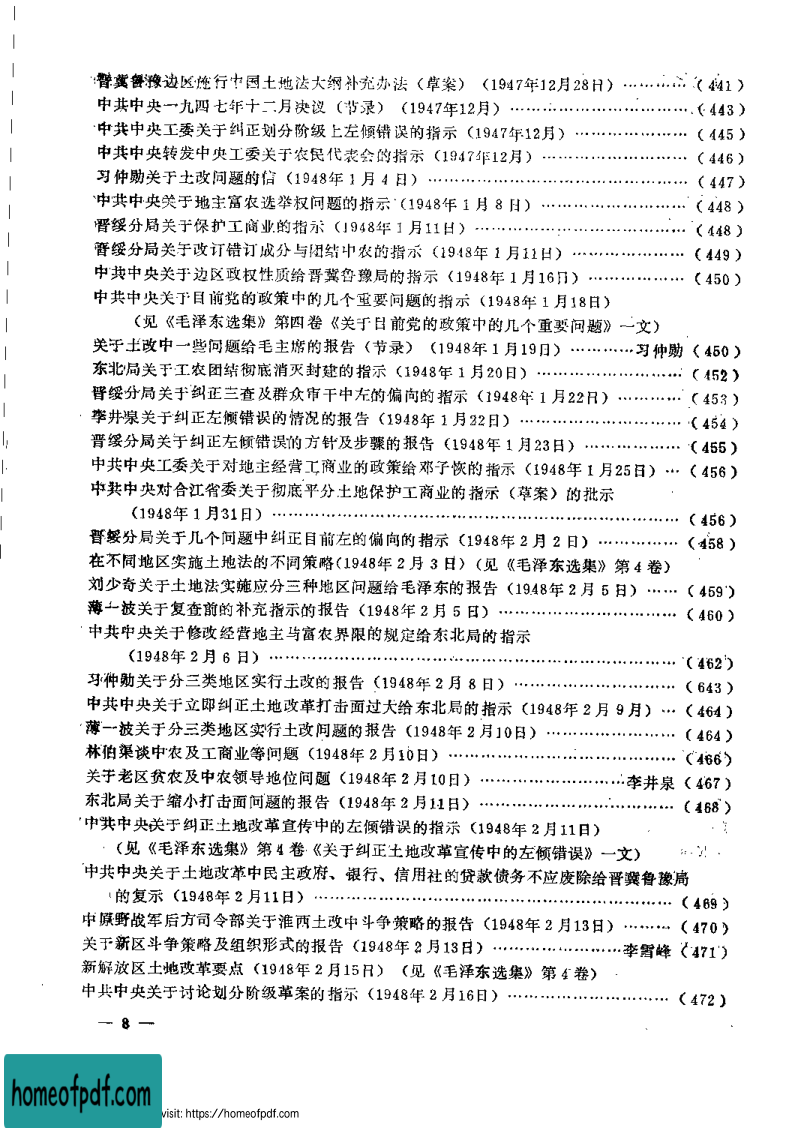 晋冀鲁豫边区施行中国土地法大纲补充办法（草案）（1947年12月28日）…………（441）
中共中央一九四七年十二月决议（节录）（1947年12月）……………………（443）
中共中央工委关于纠正划分阶级上左倾错误的指示（1947年12月）……………（445）
中共中央转发中央工委关于农民代表会的指示（1947年12月）…………………（446）
习仲勋关于土改问题的信（1948年1月4日）………………………………（447）
中共中央关于地主富农选举权问题的指示（1948年1月8日）…………………（448）
晋绥分局关于保护工商业的指示（1948年1月11日）…………………………（448）
晋绥分局关于改订错订成分与团结中农的指示（1948年1月11日）……………（449）
中共中央关于边区政权性质给晋冀鲁豫局的指示（1948年1月16日）…………（450）
中共中央关于目前党的政策中的几个重要问题的指示（1948年1月18日）
（见《毛泽东选集》第四卷《关于目前党的政策中的几个重要问题》一文）
关于土改中一些问题给毛主席的报告（节录）（1948年1月19日）…………习仲勋（450）
东北局关于工农团结彻底消灭封建的指示（1948年1月20日）…………………（452）
晋绥分局关于纠正三查及群众审干中左的偏向的指示（1948年1月22日）………（453）
李井泉关于纠正左倾错误的情况的报告（1948年1月22日）……………………（454）
晋绥分局关于纠正左倾错误的方针及步骤的报告（1948年1月23日）……………（455）
中共中央工委关于对地主经营工商业的政策给邓子恢的指示（1948年1月25日）…（456）
中共中央对合江省委关于彻底平分土地保护工商业的指示（草案）的批示
（1948年1月31日）……………………………………………………（456）
晋绥分局关于几个问题中纠正目前左的偏向的指示（1948年2月2日）…………（458）
在不同地区实施土地法的不同策略（1948年2月3日）（见《毛泽东选集》第4卷）
刘少奇关于土地法实施应分三种地区问题给毛泽东的报告（1948年2月5日）……（459）
薄一波关于复查前的补充指示的报告（1948年2月5日）………………………（460）
中共中央关于修改经营地主与富农界限的规定给东北局的指示
（1948年2月6日）……………………………………………………（462）
习仲勋关于分三类地区实行土改的报告（1948年2月8日）……………………（643）
中共中央关于立即纠正土地改革打击面过大给东北局的指示（1948年2月9月）…（464）
薄一波关于分三类地区实行土改问题的报告（1948年2月10日）………………（464）
林伯渠谈中农及工商业等问题（1948年2月10日）……………………………（466）
关于老区贫农及中农领导地位问题（1948年2月10日）…………………李井泉（467）
东北局关于缩小打击面问题的报告（1948年2月11日）…………………………（468）
中共中央关于纠正土地改革宣传中的左倾错误的指示（1948年2月11日）
（见《毛泽东选集》第4卷《关于纠正土地改革宣传中的左倾错误》一文）
中共中央关于土地改革中民主政府、银行、信用社的贷款债务不应废除给晋冀鲁豫局
的复示（1948年2月11日）………………………………………………（469）
中原野战军后方司令部关于淮西土改中斗争策略的报告（1948年2月13日）………（470）
关于新区斗争策略及组织形式的报告（1948年2月13日）…………………李雪峰（471）
新解放区土地改革要点（1948年2月15日）（见《毛泽东选集》第4卷）
中共中央关于讨论划分阶级革案的指示（1948年2月16日）……………………（472）
— 8 —
homeofpdf.com
visit: https://homeofpdf.com